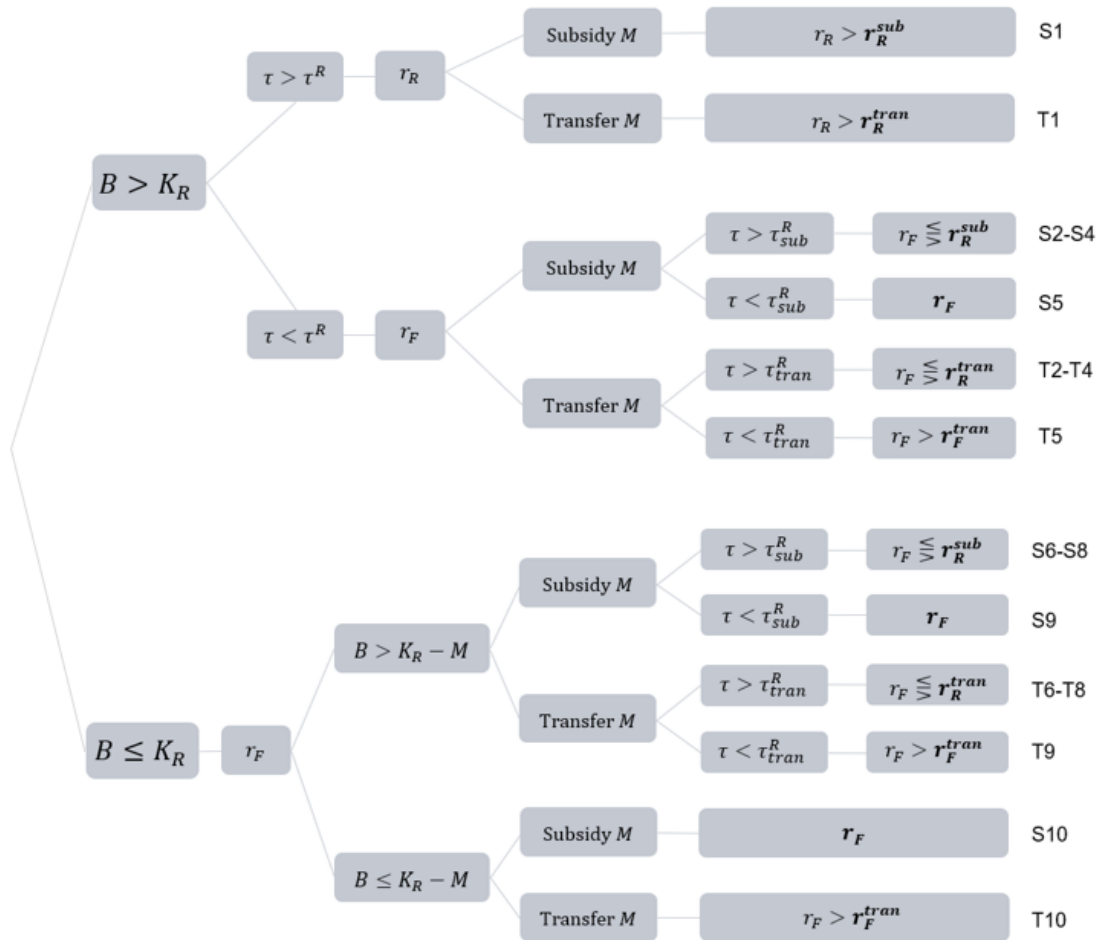 Subsidy M r_R > r_R^sub S1
τ > τ^R r_R
Transfer M r_R > r_R^tran T1
B > K_R
τ > τ_sub^R r_F ⪋ r_R^sub S2-S4
Subsidy M
τ < τ_sub^R r_F S5
τ < τ^R r_F
τ > τ_tran^R r_F ⪋ r_R^tran T2-T4
Transfer M
τ < τ_tran^R r_F > r_F^tran T5
τ > τ_sub^R r_F ⪋ r_R^sub S6-S8
Subsidy M
τ < τ_sub^R r_F S9
B > K_R − M
τ > τ_tran^R r_F ⪋ r_R^tran T6-T8
Transfer M
B ≤ K_R r_F
τ < τ_tran^R r_F > r_F^tran T9
Subsidy M r_F S10
B ≤ K_R − M
Transfer M r_F > r_F^tran T10